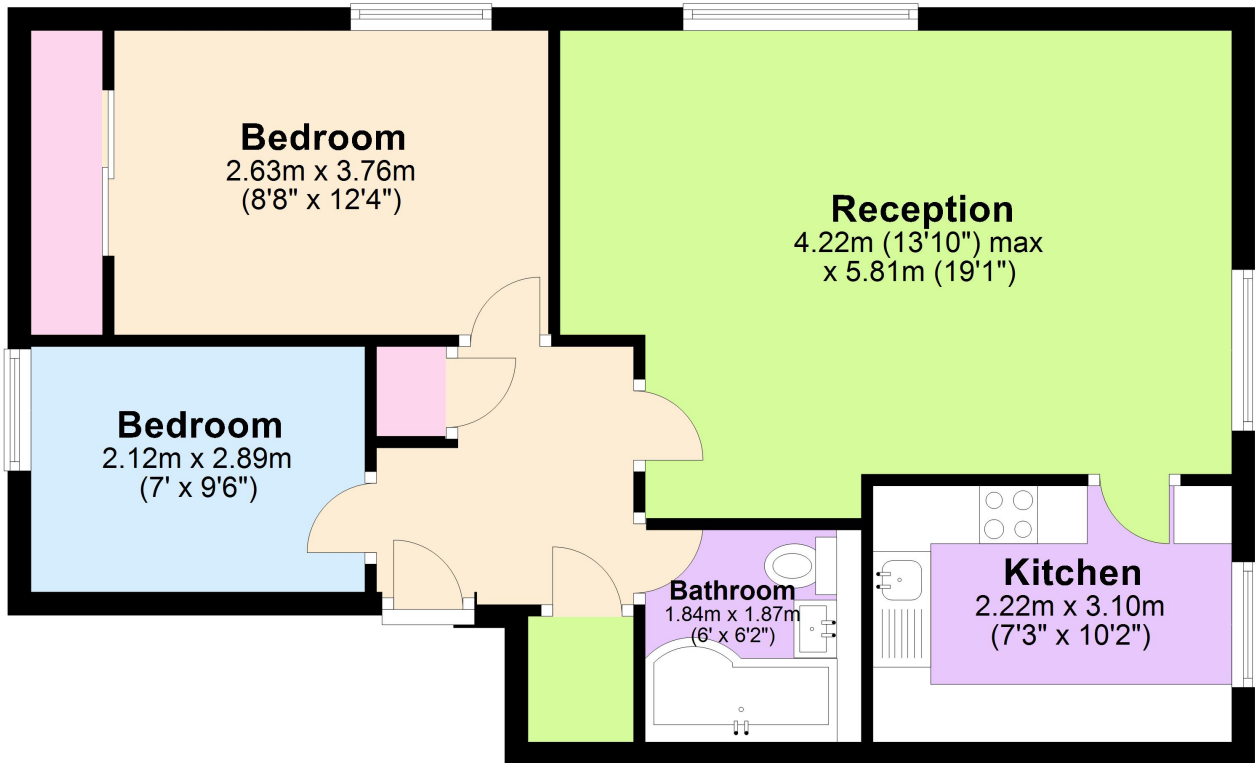 Bedroom
2.63m x 3.76m
(8'8" x 12'4")
Reception
4.22m (13'10") max
x 5.81m (19'1")
Bedroom
2.12m x 2.89m
(7' x 9'6")
Bathroom
1.84m x 1.87m
(6' x 6'2")
Kitchen
2.22m x 3.10m
(7'3" x 10'2")